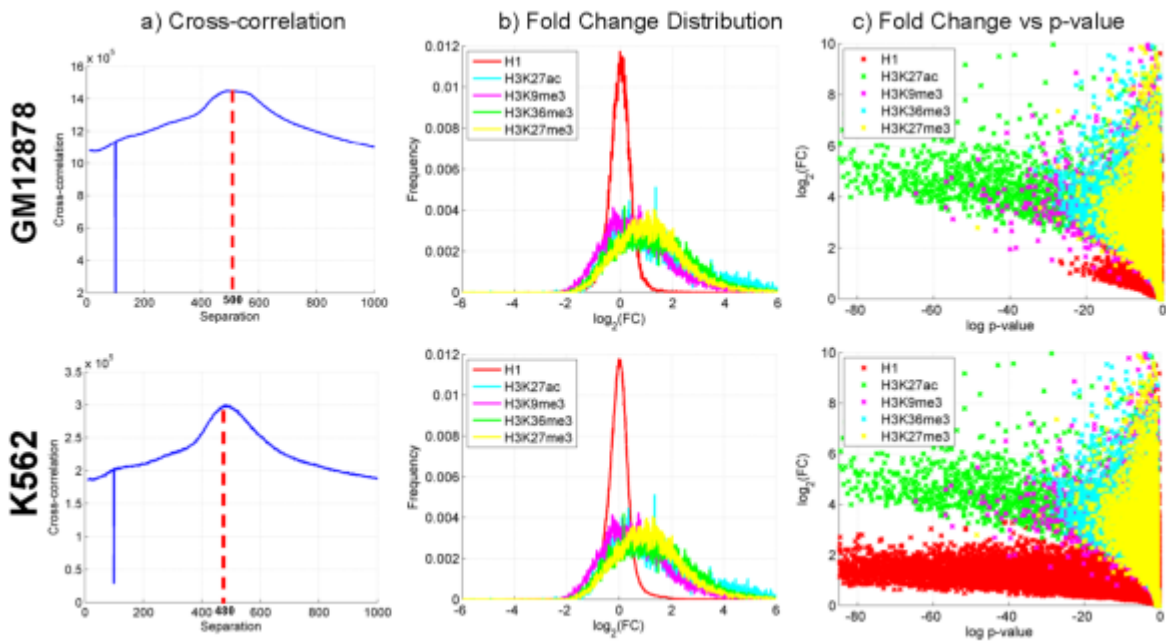 a) Cross-correlation
b) Fold Change Distribution
c) Fold Change vs p-value
GM12878
× 10⁵
16
14
12
10
8
6
4
2
Cross-correlation
0 200 400 600 800 1000
Separation
0.012
0.01
0.008
0.006
0.004
0.002
0
Frequency
H1
H3K27ac
H3K9me3
H3K36me3
H3K27me3
-6 -4 -2 0 2 4 6
log₂(FC)
10
8
6
4
2
0
log₂(FC)
H1
H3K27ac
H3K9me3
H3K36me3
H3K27me3
-80 -60 -40 -20 0
log p-value
K562
× 10⁵
3.5
3
2.5
2
1.5
1
0.5
0
Cross-correlation
0 200 400 600 800 1000
Separation
0.012
0.01
0.008
0.006
0.004
0.002
0
Frequency
H1
H3K27ac
H3K9me3
H3K36me3
H3K27me3
-6 -4 -2 0 2 4 6
log₂(FC)
10
8
6
4
2
0
log₂(FC)
H1
H3K27ac
H3K9me3
H3K36me3
H3K27me3
-80 -60 -40 -20 0
log p-value